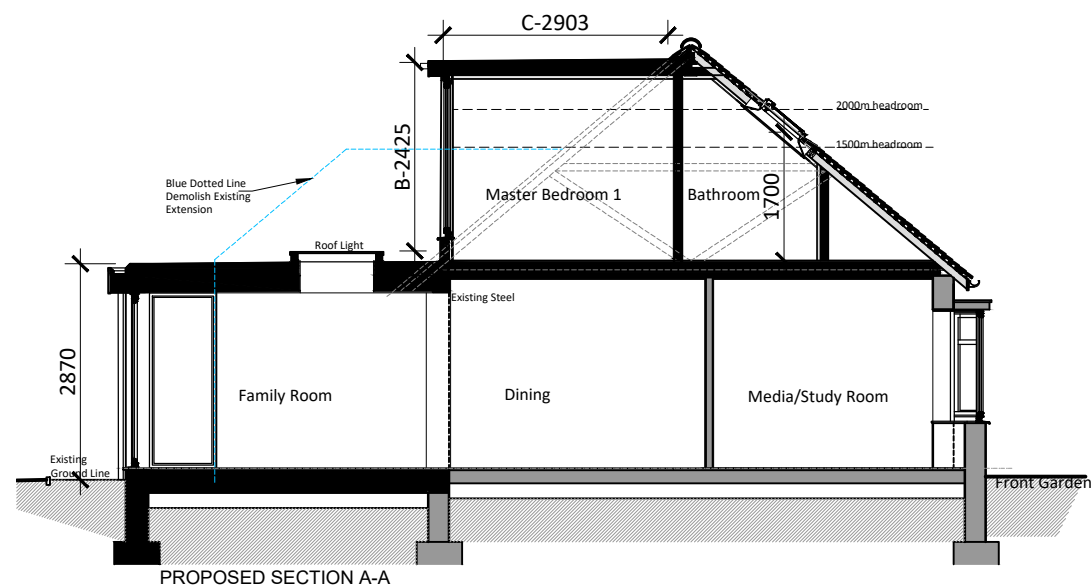 C-2903
2000m headroom
1500m headroom
B-2425
Blue Dotted Line
Demolish Existing
Extension
Master Bedroom 1
Bathroom
1700
Roof Light
Existing Steel
2870
Family Room
Dining
Media/Study Room
Existing
Ground Line
Front Garden
PROPOSED SECTION A-A